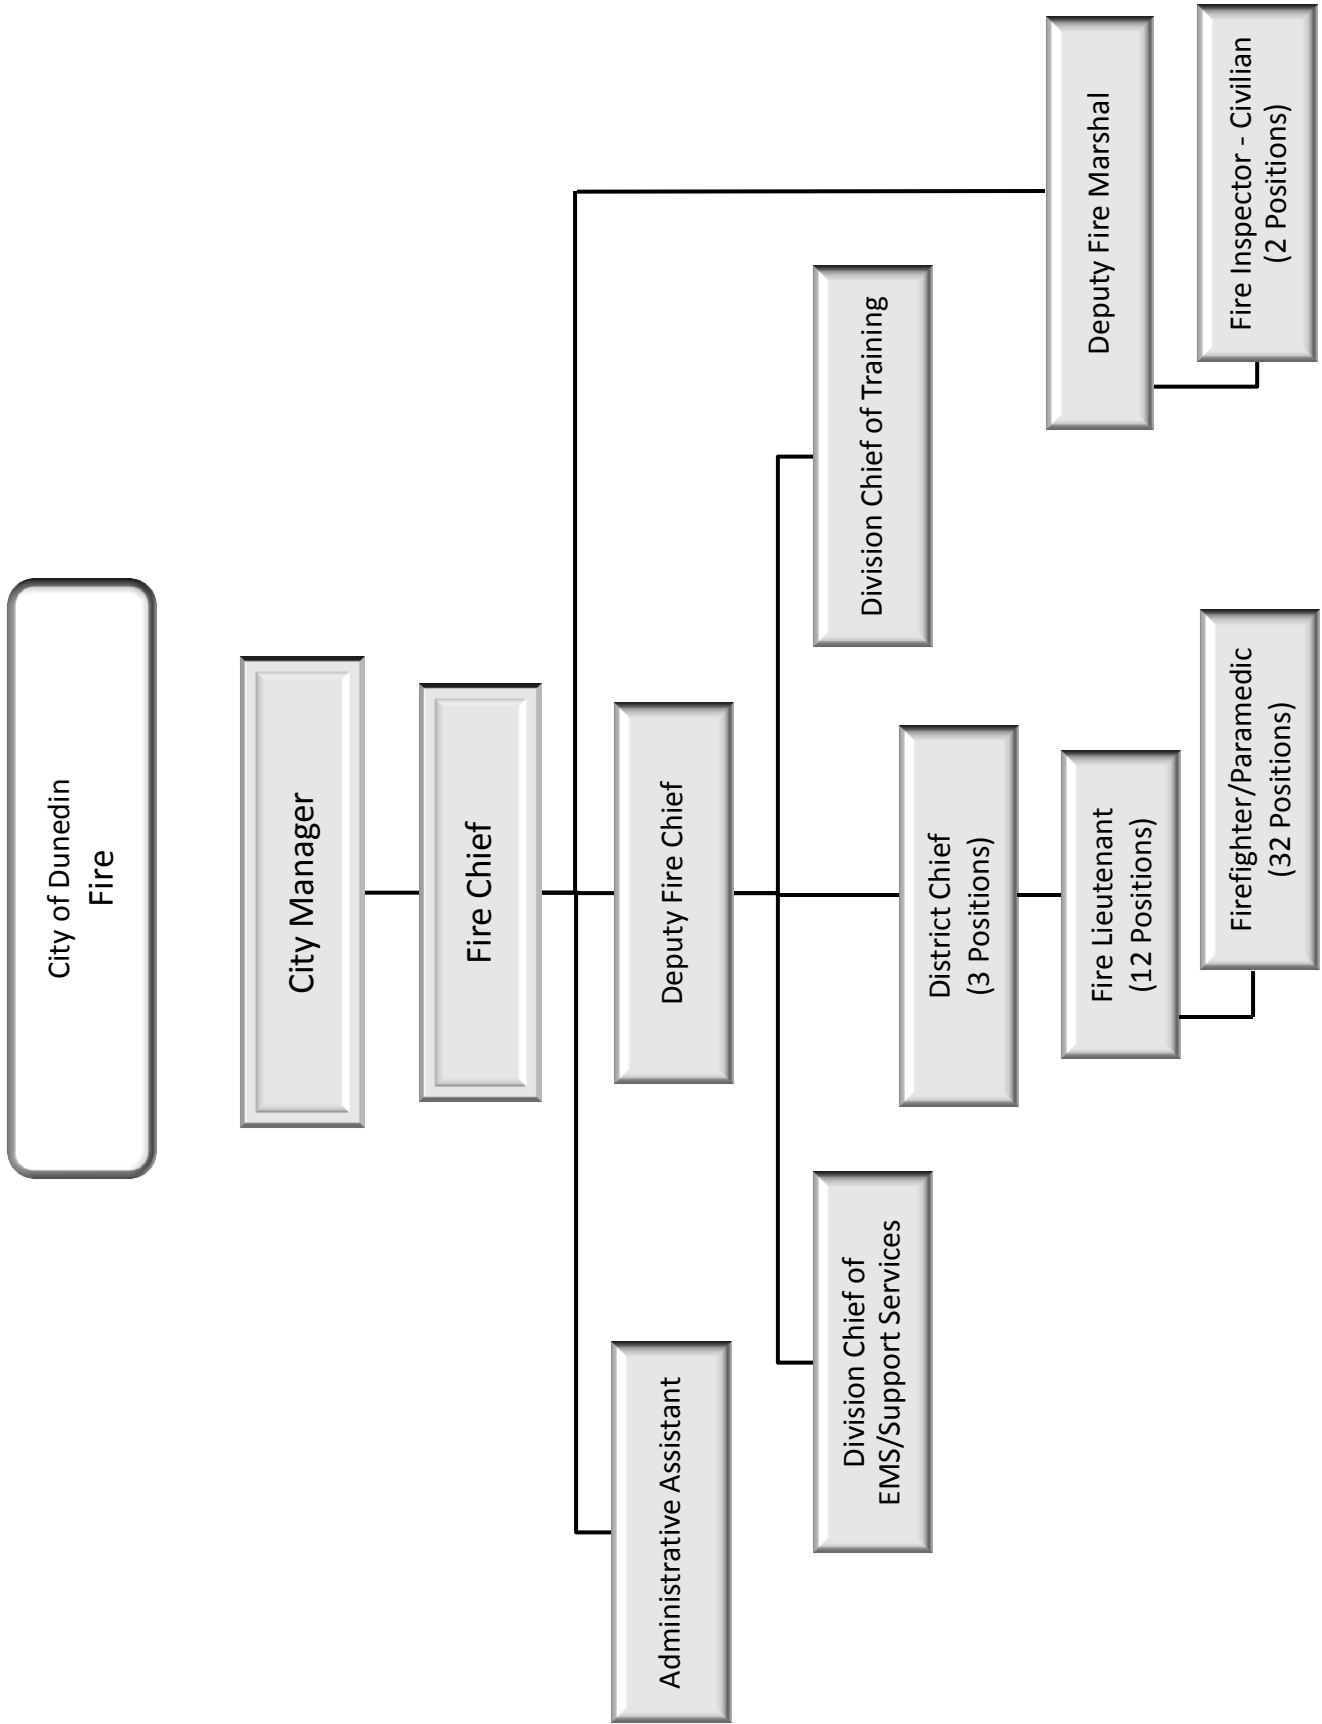 City of Dunedin
Fire
City Manager
Fire Chief
Administrative Assistant
Deputy Fire Chief
Division Chief of
EMS/Support Services
Division Chief of Training
District Chief
(3 Positions)
Fire Lieutenant
(12 Positions)
Firefighter/Paramedic
(32 Positions)
Deputy Fire Marshal
Fire Inspector - Civilian
(2 Positions)